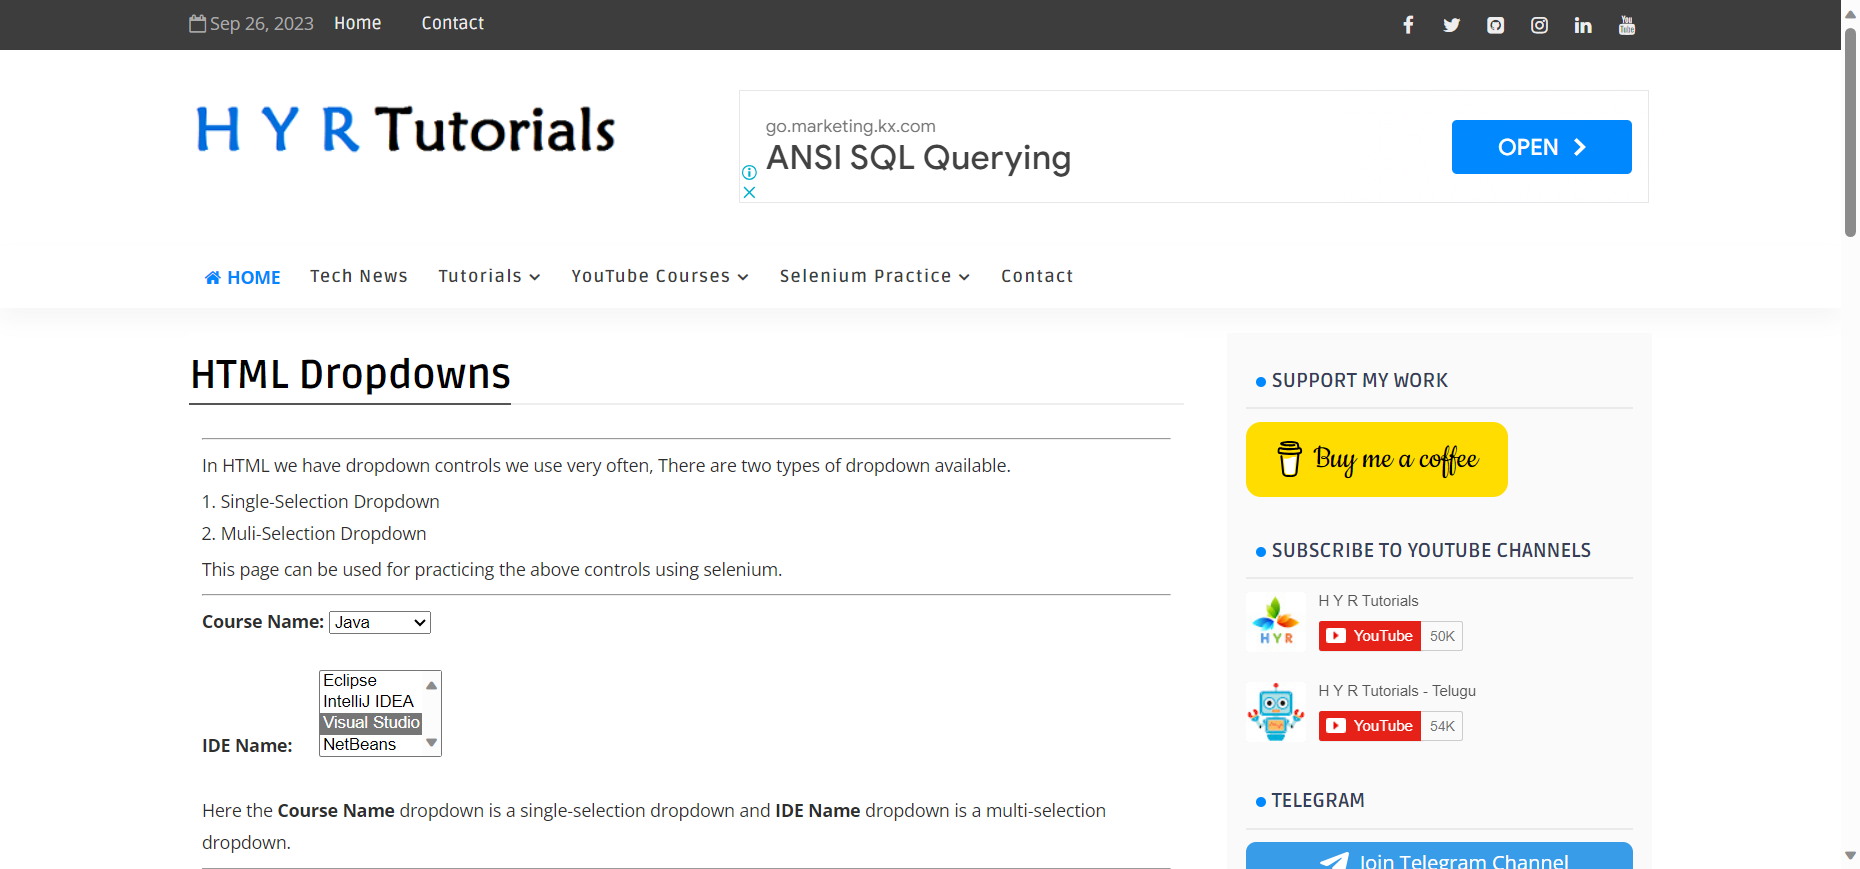 Sep 26, 2023 Home Contact
You Tube
H Y R Tutorials
go.marketing.kx.com
ANSI SQL Querying
OPEN
HOME Tech News Tutorials YouTube Courses Selenium Practice Contact
HTML Dropdowns
In HTML we have dropdown controls we use very often, There are two types of dropdown available.
1. Single-Selection Dropdown
2. Muli-Selection Dropdown
This page can be used for practicing the above controls using selenium.
Course Name: Java
Eclipse
IntelliJ IDEA
Visual Studio
NetBeans
IDE Name:
Here the Course Name dropdown is a single-selection dropdown and IDE Name dropdown is a multi-selection
dropdown.
SUPPORT MY WORK
Buy me a coffee
SUBSCRIBE TO YOUTUBE CHANNELS
H Y R Tutorials
HYR
YouTube 50K
H Y R Tutorials - Telugu
YouTube 54K
TELEGRAM
Join Telegram Channel